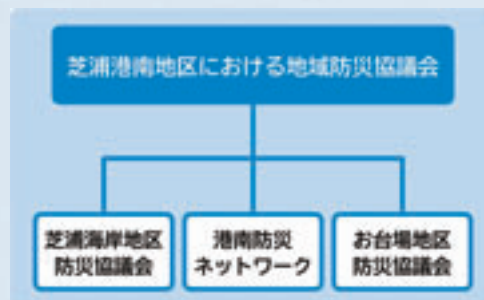 芝浦港南地区における地域防災協議会
芝浦海岸地区
防災協議会
港南防災
ネットワーク
お台場地区
防災協議会